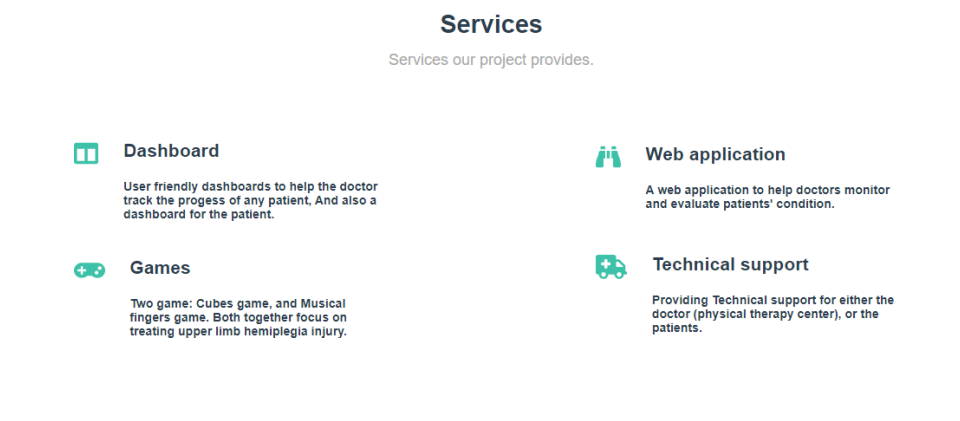 Services
Services our project provides.
Dashboard
User friendly dashboards to help the doctor
track the progess of any patient, And also a
dashboard for the patient.
Web application
A web application to help doctors monitor
and evaluate patients' condition.
Games
Two game: Cubes game, and Musical
fingers game. Both together focus on
treating upper limb hemiplegia injury.
Technical support
Providing Technical support for either the
doctor (physical therapy center), or the
patients.